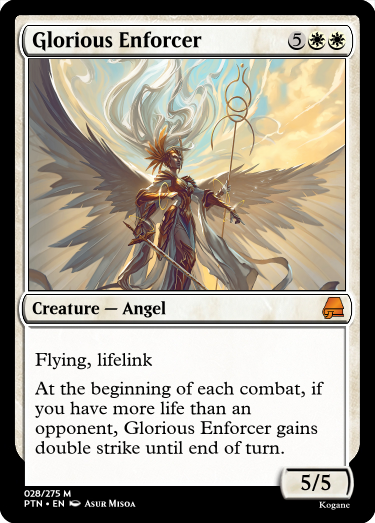 Glorious Enforcer 5
Creature — Angel
Flying, lifelink
At the beginning of each combat, if
you have more life than an
opponent, Glorious Enforcer gains
double strike until end of turn.
5/5
028/275 M
PTN • EN Asur Misoa
Kogane